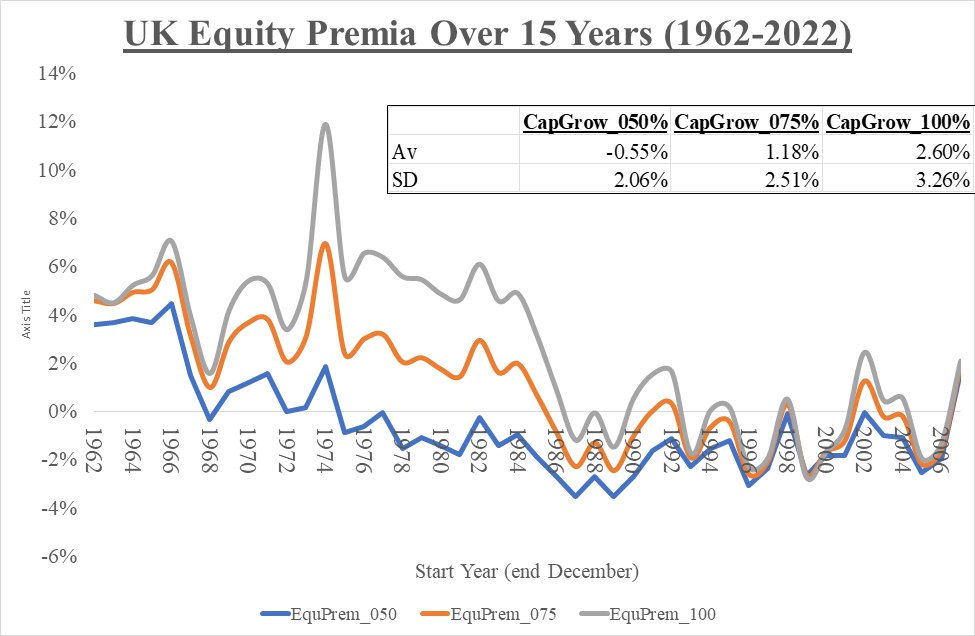 UK Equity Premia Over 15 Years (1962-2022)
14%
12%
10%
8%
6%
4%
2%
0%
-2%
-4%
-6%
Axis Title
CapGrow_050% CapGrow_075% CapGrow_100%
Av -0.55% 1.18% 2.60%
SD 2.06% 2.51% 3.26%
1962 1964 1966 1968 1970 1972 1974 1976 1978 1980 1982 1984 1986 1988 1990 1992 1994 1996 1998 2000 2002 2004 2006
Start Year (end December)
EquPrem_050 EquPrem_075 EquPrem_100